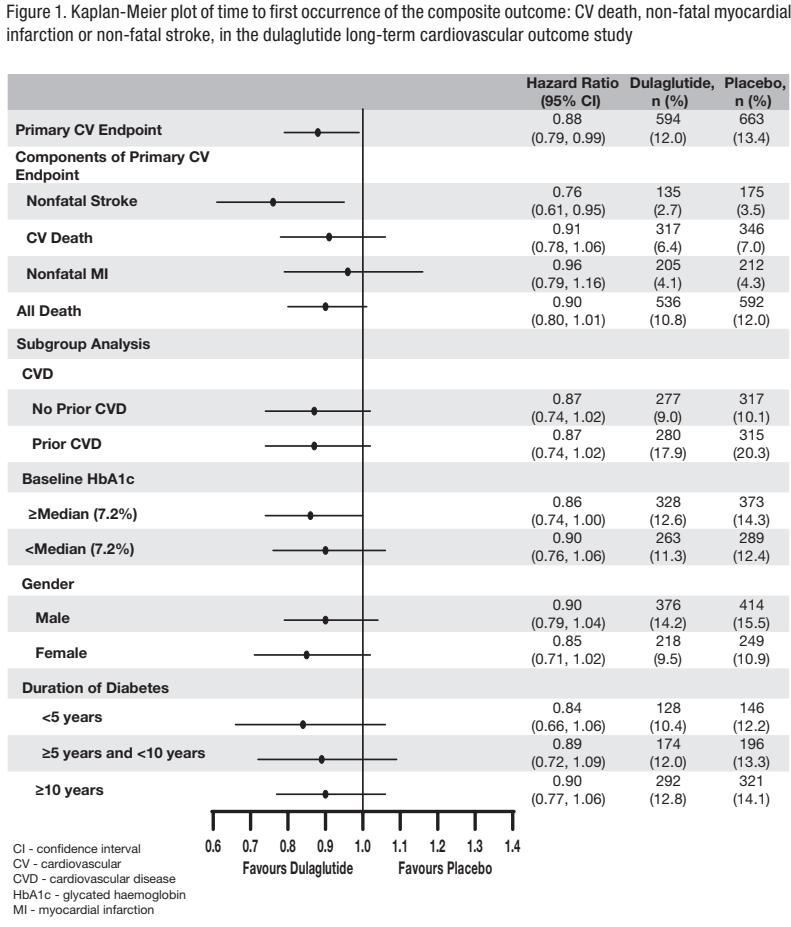 Figure 1. Kaplan-Meier plot of time to first occurrence of the composite outcome: CV death, non-fatal myocardial
infarction or non-fatal stroke, in the dulaglutide long-term cardiovascular outcome study
Hazard Ratio Dulaglutide, Placebo,
(95% CI) n (%) n (%)
Primary CV Endpoint 0.88 594 663
(0.79, 0.99) (12.0) (13.4)
Components of Primary CV
Endpoint
Nonfatal Stroke 0.76 135 175
(0.61, 0.95) (2.7) (3.5)
CV Death 0.91 317 346
(0.78, 1.06) (6.4) (7.0)
Nonfatal MI 0.96 205 212
(0.79, 1.16) (4.1) (4.3)
All Death 0.90 536 592
(0.80, 1.01) (10.8) (12.0)
Subgroup Analysis
CVD
No Prior CVD 0.87 277 317
(0.74, 1.02) (9.0) (10.1)
Prior CVD 0.87 280 315
(0.74, 1.02) (17.9) (20.3)
Baseline HbA1c
≥Median (7.2%) 0.86 328 373
(0.74, 1.00) (12.6) (14.3)
<Median (7.2%) 0.90 263 289
(0.76, 1.06) (11.3) (12.4)
Gender
Male 0.90 376 414
(0.79, 1.04) (14.2) (15.5)
Female 0.85 218 249
(0.71, 1.02) (9.5) (10.9)
Duration of Diabetes
<5 years 0.84 128 146
(0.66, 1.06) (10.4) (12.2)
≥5 years and <10 years 0.89 174 196
(0.72, 1.09) (12.0) (13.3)
≥10 years 0.90 292 321
(0.77, 1.06) (12.8) (14.1)
0.6 0.7 0.8 0.9 1.0 1.1 1.2 1.3 1.4
Favours Dulaglutide Favours Placebo
CI - confidence interval
CV - cardiovascular
CVD - cardiovascular disease
HbA1c - glycated haemoglobin
MI - myocardial infarction